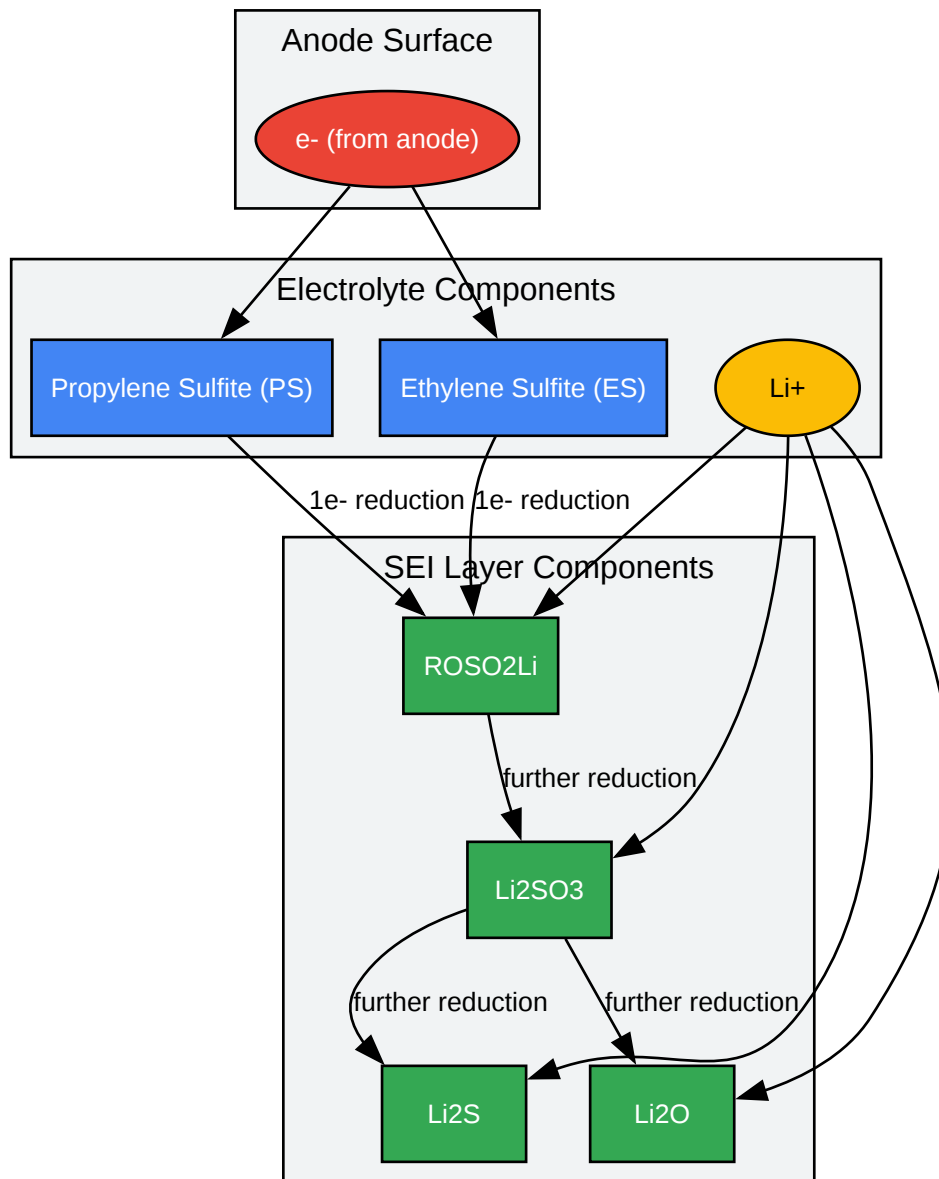 Anode Surface
e- (from anode)
Electrolyte Components
Propylene Sulfite (PS)
Ethylene Sulfite (ES)
Li+
1e- reduction
1e- reduction
SEI Layer Components
ROSO2Li
further reduction
Li2SO3
further reduction
further reduction
Li2S
Li2O